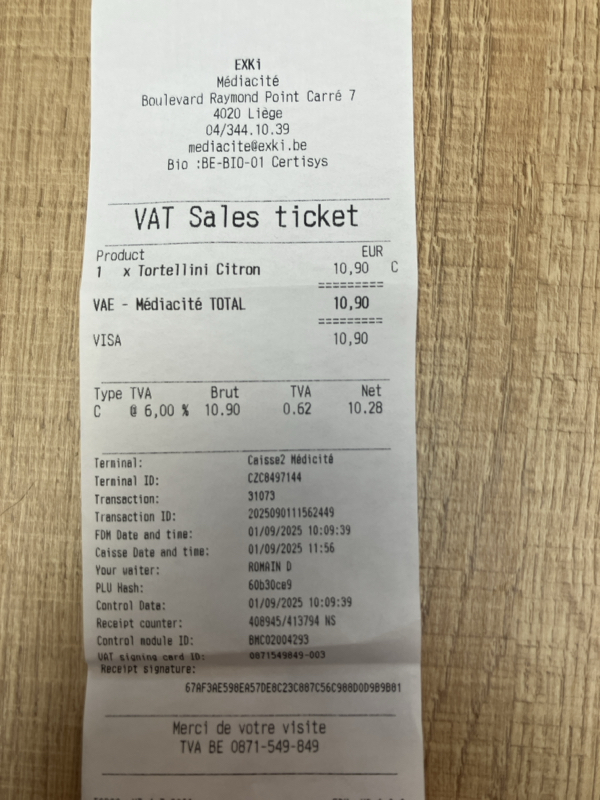 EXKi
Médiacité
Boulevard Raymond Point Carré 7
4020 Liège
04/344.10.39
mediacite@exki.be
Bio :BE-BIO-01 Certisys
VAT Sales ticket
Product EUR
1 x Tortellini Citron 10,90 C
=========
VAE - Médiacité TOTAL 10,90
=========
VISA 10,90
Type TVA Brut TVA Net
C @ 6,00 % 10.90 0.62 10.28
Terminal: Caisse2 Médicité
Terminal ID: CZC8497144
Transaction: 31073
Transaction ID: 2025090111562449
FDM Date and time: 01/09/2025 10:09:39
Caisse Date and time: 01/09/2025 11:56
Your waiter: ROMAIN D
PLU Hash: 60b30ce9
Control Data: 01/09/2025 10:09:39
Receipt counter: 408945/413794 NS
Control module ID: BMC02004293
VAT signing card ID: 0871549849-003
Receipt signature:
67AF3AE598EA57DE8C23C887C56C988D0D9B9B81
Merci de votre visite
TVA BE 0871-549-849